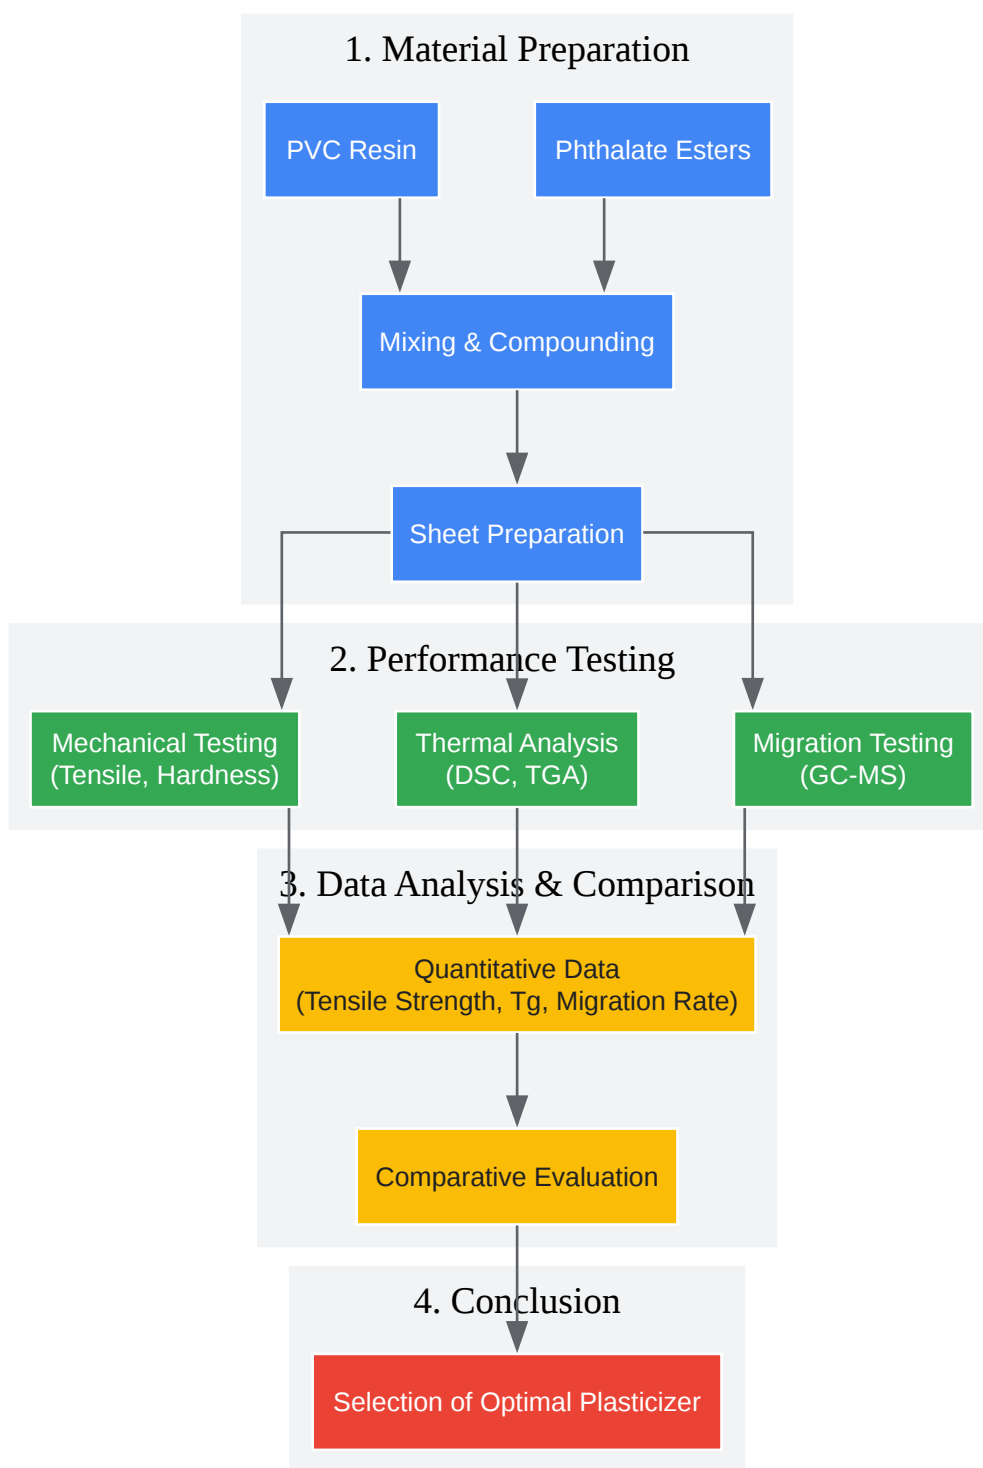 1. Material Preparation
PVC Resin
Phthalate Esters
Mixing & Compounding
Sheet Preparation
2. Performance Testing
Mechanical Testing
(Tensile, Hardness)
Thermal Analysis
(DSC, TGA)
Migration Testing
(GC-MS)
3. Data Analysis & Comparison
Quantitative Data
(Tensile Strength, Tg, Migration Rate)
Comparative Evaluation
4. Conclusion
Selection of Optimal Plasticizer